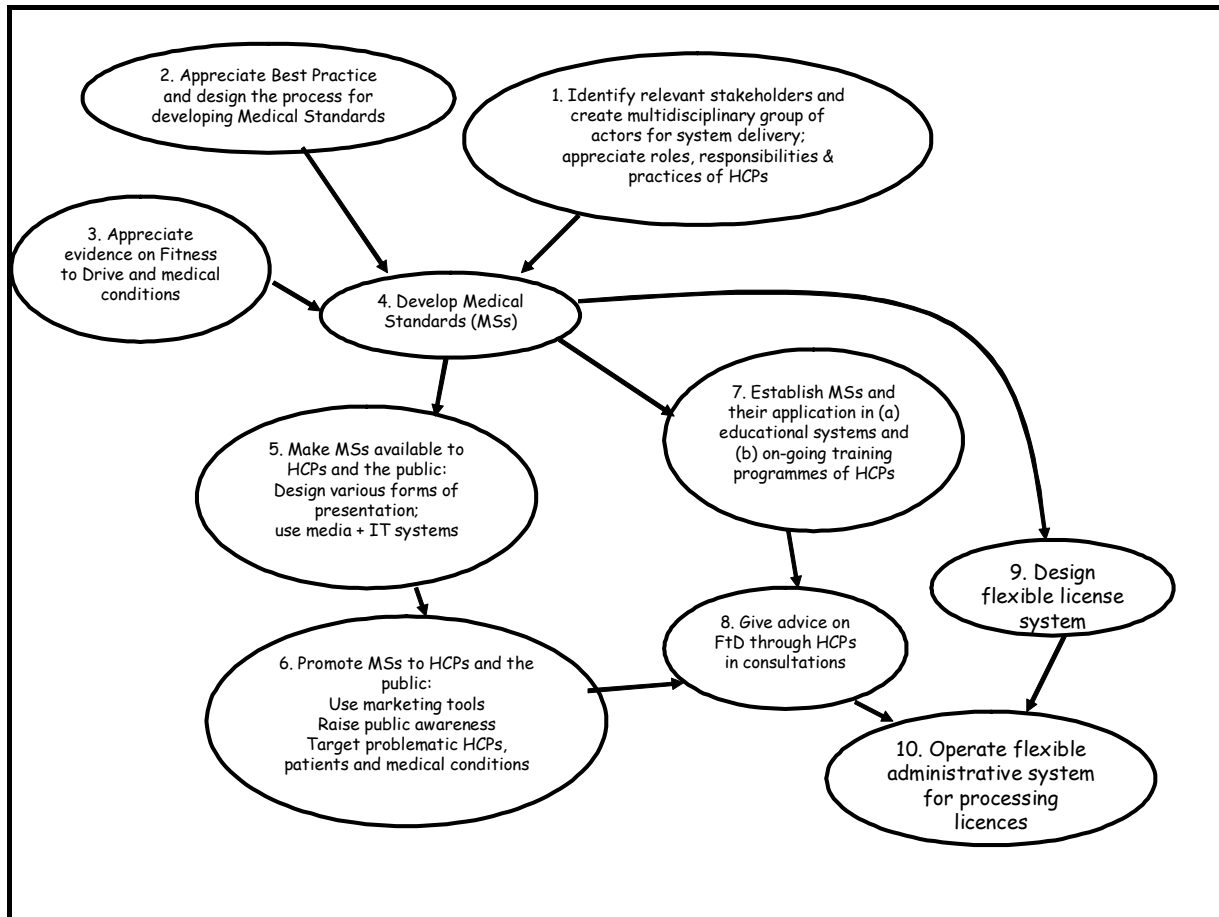 2. Appreciate Best Practice
and design the process for
developing Medical Standards
1. Identify relevant stakeholders and
create multidisciplinary group of
actors for system delivery;
appreciate roles, responsibilities &
practices of HCPs
3. Appreciate
evidence on Fitness
to Drive and medical
conditions
4. Develop Medical
Standards (MSs)
5. Make MSs available to
HCPs and the public:
Design various forms of
presentation;
use media + IT systems
7. Establish MSs and
their application in (a)
educational systems and
(b) on-going training
programmes of HCPs
6. Promote MSs to HCPs and the
public:
Use marketing tools
Raise public awareness
Target problematic HCPs,
patients and medical conditions
8. Give advice on
FtD through HCPs
in consultations
9. Design
flexible license
system
10. Operate flexible
administrative system
for processing
licences